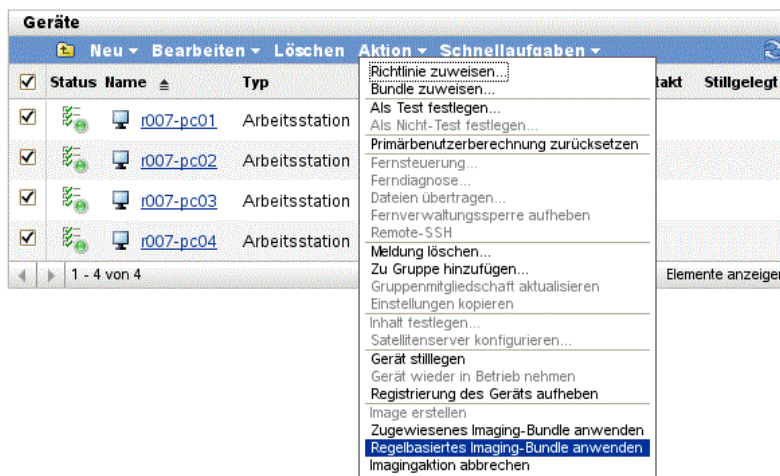 Geräte
Neu Bearbeiten Löschen Aktion Schnellaufgaben
Status Name Typ takt Stillgelegt
r007-pc01 Arbeitsstation
r007-pc02 Arbeitsstation
r007-pc03 Arbeitsstation
r007-pc04 Arbeitsstation
1 - 4 von 4 Elemente anzeigen
Richtlinie zuweisen...
Bundle zuweisen...
Als Test festlegen...
Als Nicht-Test festlegen...
Primärbenutzerberechnung zurücksetzen
Fernsteuerung...
Ferndiagnose...
Dateien übertragen...
Fernverwaltungssperre aufheben
Remote-SSH
Meldung löschen...
Zu Gruppe hinzufügen...
Gruppenmitgliedschaft aktualisieren
Einstellungen kopieren
Inhalt festlegen...
Satellitenserver konfigurieren...
Gerät stilllegen
Gerät wieder in Betrieb nehmen
Registrierung des Geräts aufheben
Image erstellen
Zugewiesenes Imaging-Bundle anwenden
Regelbasiertes Imaging-Bundle anwenden
Imagingaktion abbrechen